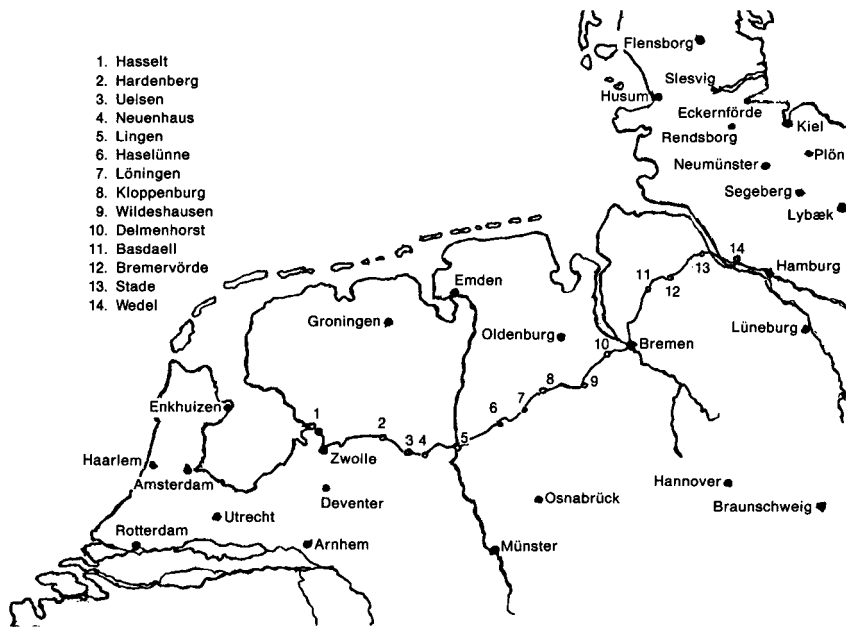 1. Hasselt
2. Hardenberg
3. Uelsen
4. Neuenhaus
5. Lingen
6. Haselünne
7. Löningen
8. Kloppenburg
9. Wildeshausen
10. Delmenhorst
11. Basdaell
12. Bremervörde
13. Stade
14. Wedel
Flensborg
Slesvig
Husum
Eckernförde
Kiel
Rendsborg
Plön
Neumünster
Segeberg
Lybæk
14
13
Hamburg
11
12
Emden
Groningen
Oldenburg
Lüneburg
Bremen
10
9
8
7
6
Enkhuizen
1
2
3
4
5
Zwolle
Haarlem
Amsterdam
Deventer
Osnabrück
Hannover
Braunschweig
Utrecht
Rotterdam
Arnhem
Münster